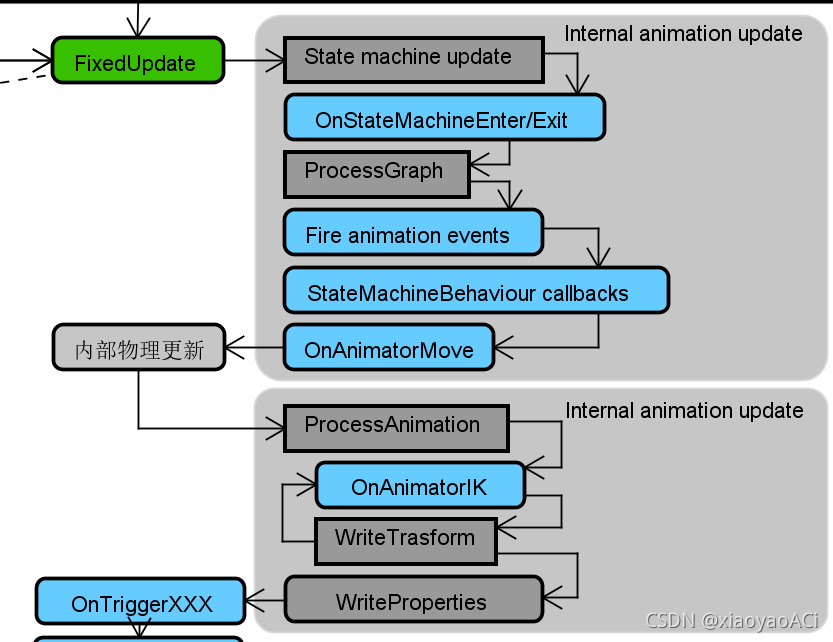 Internal animation update
FixedUpdate
State machine update
OnStateMachineEnter/Exit
ProcessGraph
Fire animation events
StateMachineBehaviour callbacks
内部物理更新
OnAnimatorMove
Internal animation update
ProcessAnimation
OnAnimatorIK
WriteTrasform
OnTriggerXXX
WriteProperties
CSDN @xiaoyaoACi